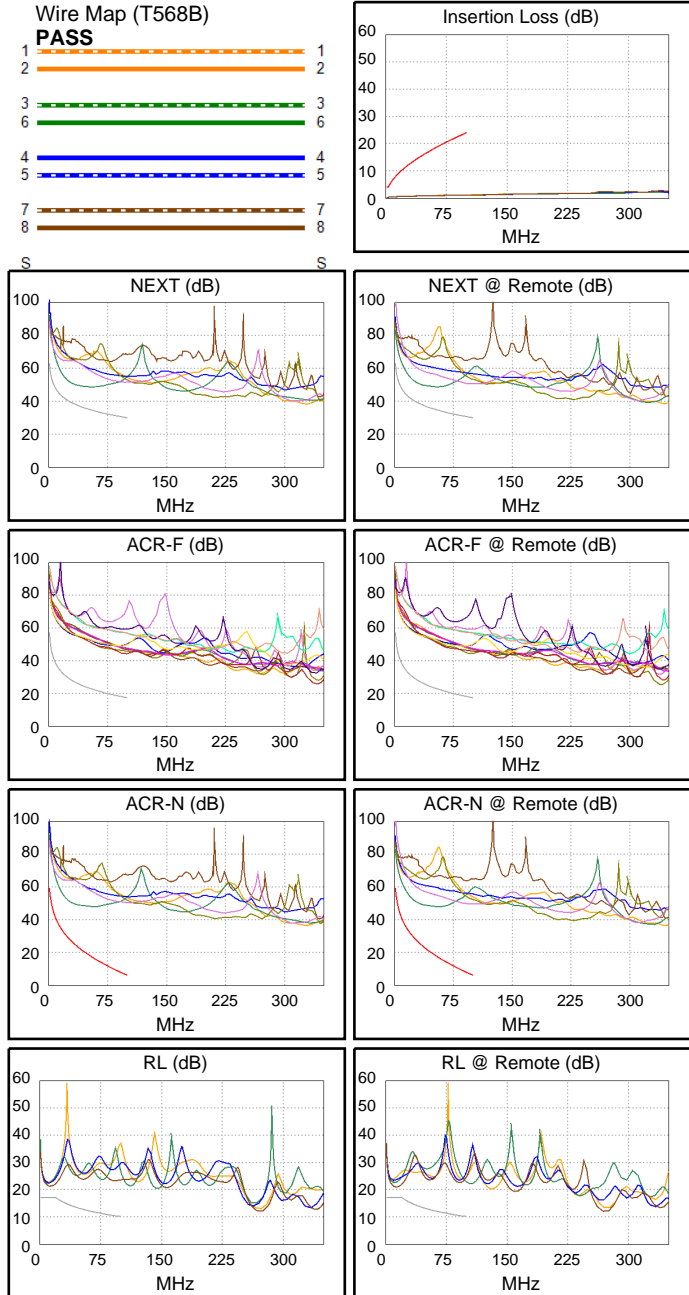 Wire Map (T568B)
PASS
1 1
2 2
3 3
6 6
4 4
5 5
7 7
8 8
S S
Insertion Loss (dB)
60
50
40
30
20
10
0
0 75 150 225 300
MHz
NEXT (dB)
100
80
60
40
20
0
0 75 150 225 300
MHz
NEXT @ Remote (dB)
100
80
60
40
20
0
0 75 150 225 300
MHz
ACR-F (dB)
100
80
60
40
20
0
0 75 150 225 300
MHz
ACR-F @ Remote (dB)
100
80
60
40
20
0
0 75 150 225 300
MHz
ACR-N (dB)
100
80
60
40
20
0
0 75 150 225 300
MHz
ACR-N @ Remote (dB)
100
80
60
40
20
0
0 75 150 225 300
MHz
RL (dB)
60
50
40
30
20
10
0
0 75 150 225 300
MHz
RL @ Remote (dB)
60
50
40
30
20
10
0
0 75 150 225 300
MHz